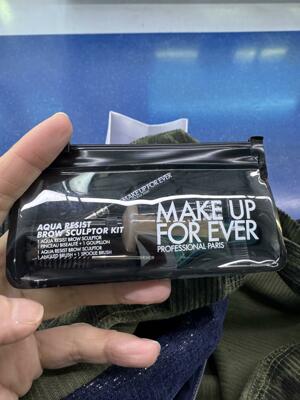 MAKE UP FOR EVER
AQUA RESIST
BROW SCULPTOR KIT
1 AQUA RESIST BROW SCULPTOR
1 PINCEAU BISEAUTÉ + 1 GOUPILLON
1 AQUA RESIST BROW SCULPTOR
1 ANGLED BRUSH + 1 SPOOLIE BRUSH
MAKE UP
FOR EVER
PROFESSIONAL PARIS